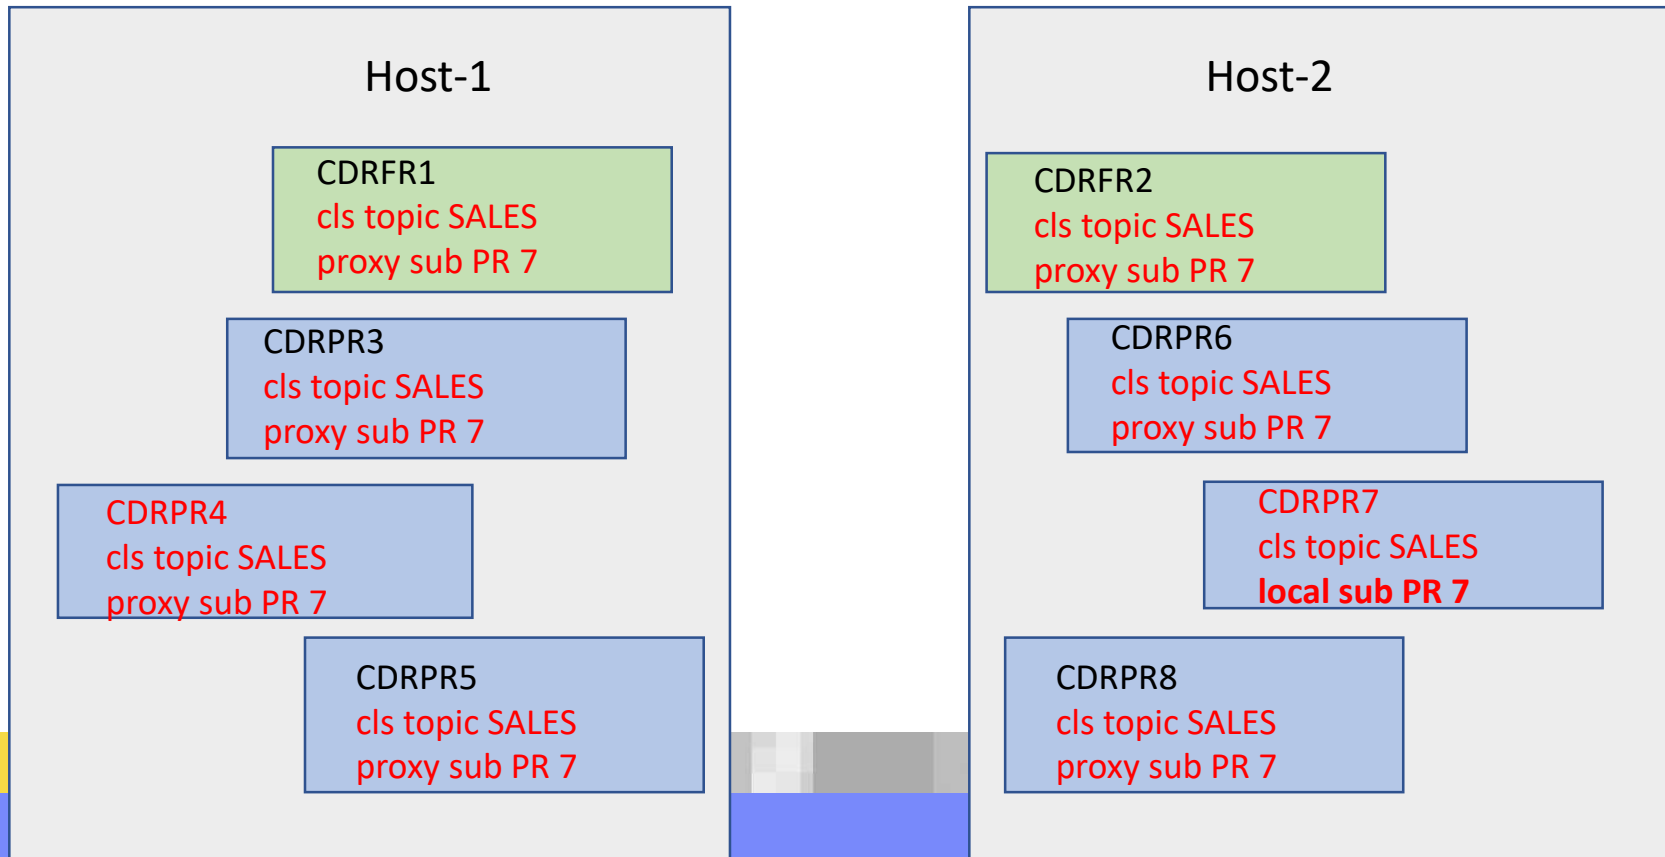 Host-1
CDRFR1
cls topic SALES
proxy sub PR 7
CDRPR3
cls topic SALES
proxy sub PR 7
CDRPR4
cls topic SALES
proxy sub PR 7
CDRPR5
cls topic SALES
proxy sub PR 7
Host-2
CDRFR2
cls topic SALES
proxy sub PR 7
CDRPR6
cls topic SALES
proxy sub PR 7
CDRPR7
cls topic SALES
local sub PR 7
CDRPR8
cls topic SALES
proxy sub PR 7